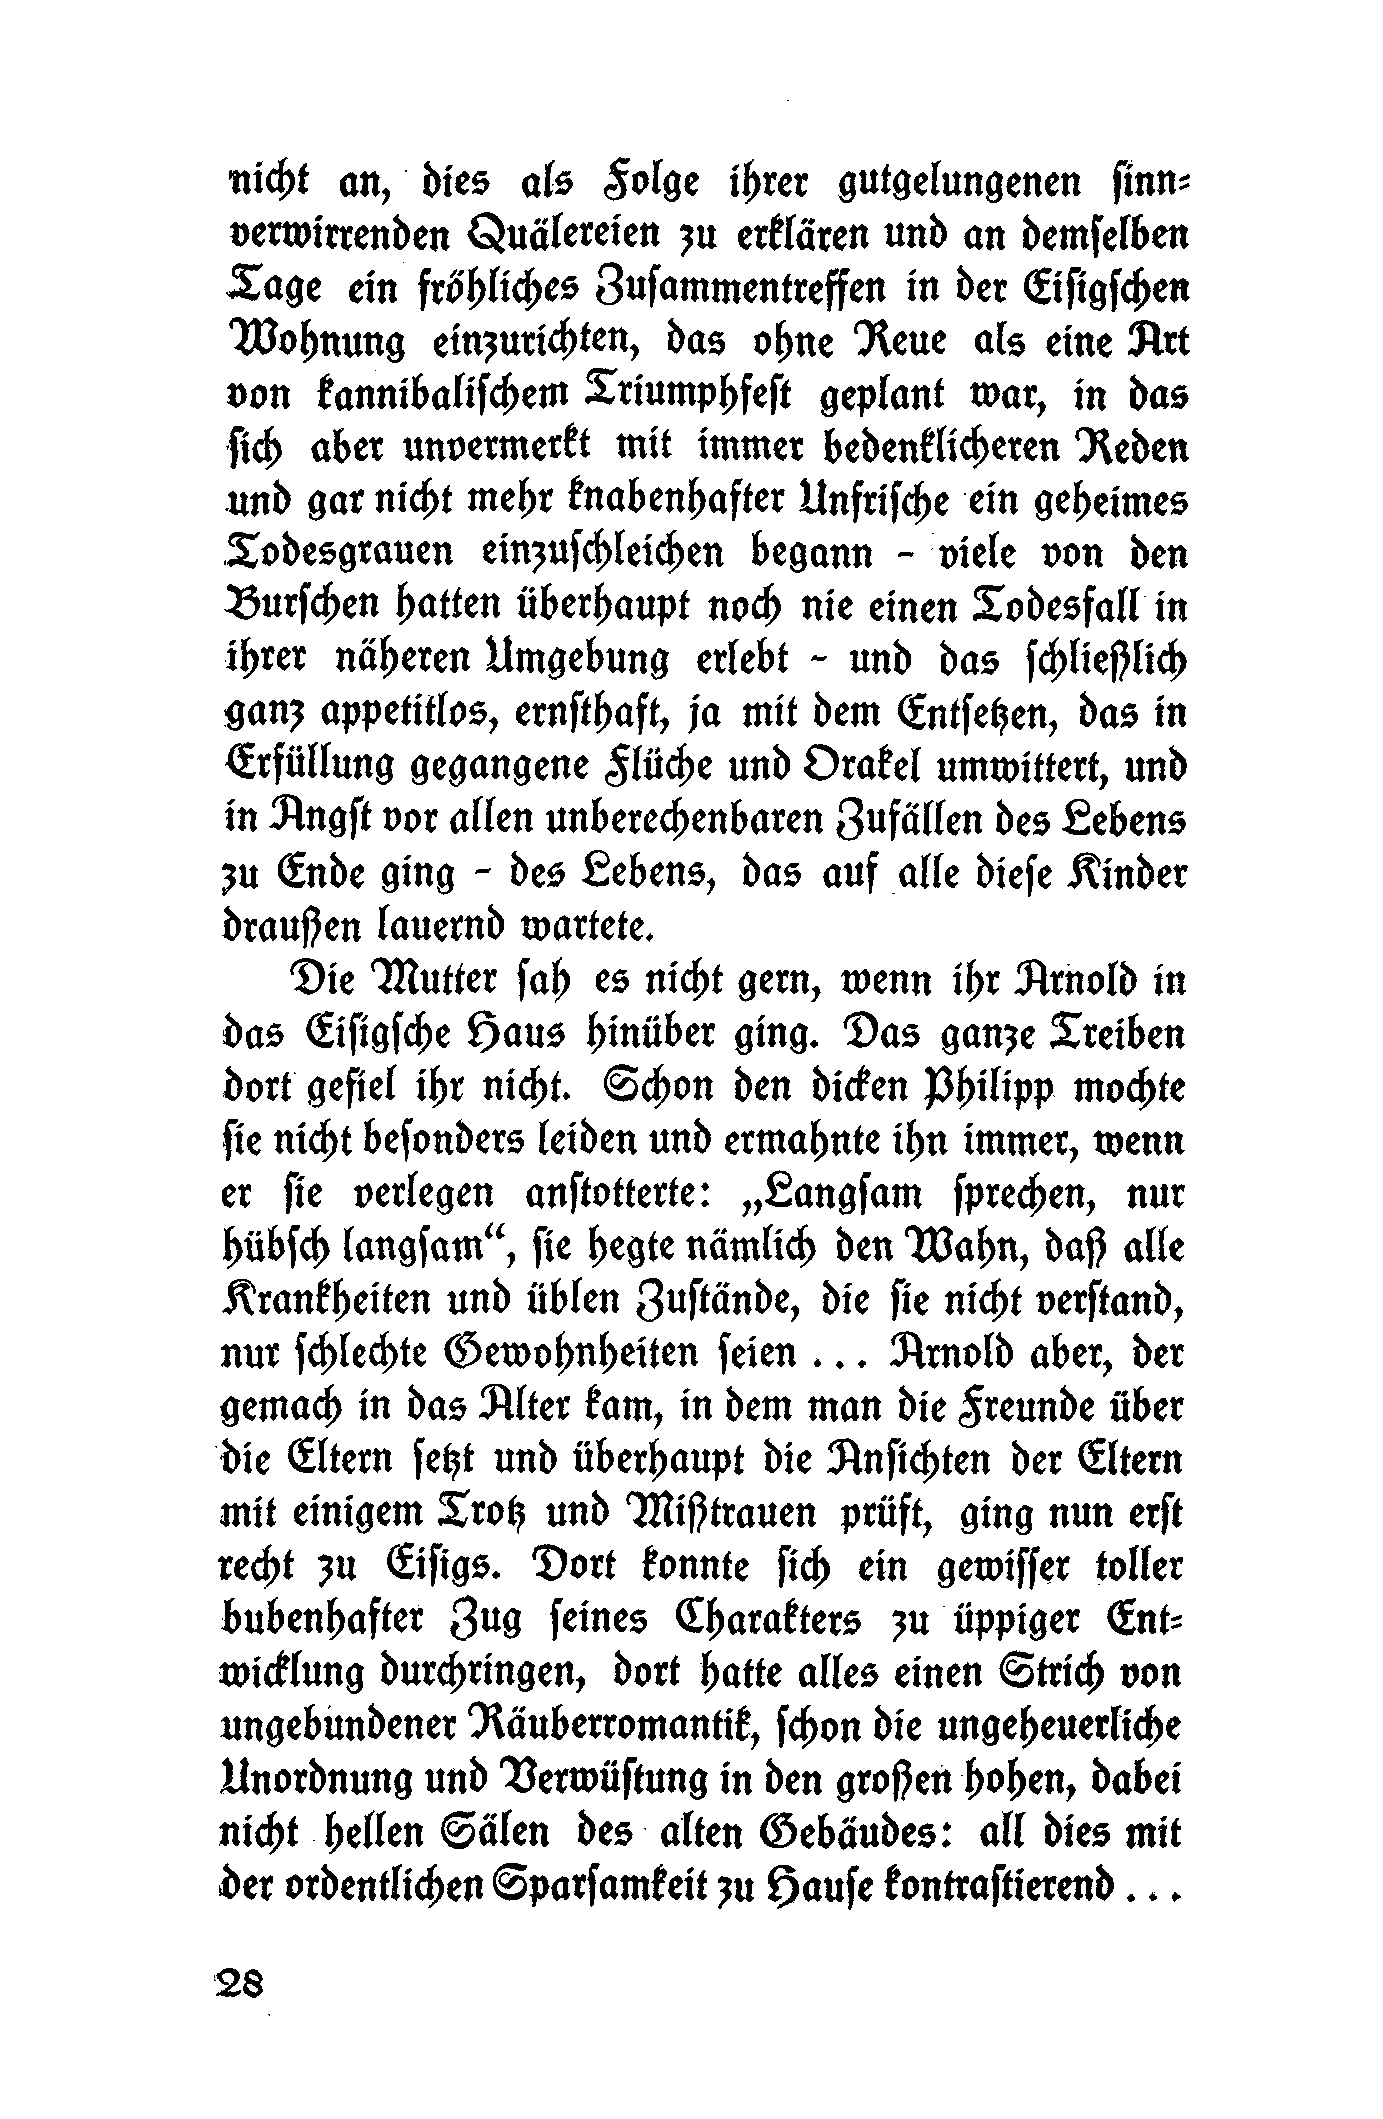 nicht an, dies als Folge ihrer gutgelungenen sinn-
verwirrenden Quälereien zu erklären und an demselben
Tage ein fröhliches Zusammentreffen in der Eisigschen
Wohnung einzurichten, das ohne Reue als eine Art
von kannibalischem Triumphfest geplant war, in das
sich aber unvermerkt mit immer bedenklicheren Reden
und gar nicht mehr knabenhafter Unfrische ein geheimes
Todesgrauen einzuschleichen begann - viele von den
Burschen hatten überhaupt noch nie einen Todesfall in
ihrer näheren Umgebung erlebt - und das schließlich
ganz appetitlos, ernsthaft, ja mit dem Entsetzen, das in
Erfüllung gegangene Flüche und Orakel umwittert, und
in Angst vor allen unberechenbaren Zufällen des Lebens
zu Ende ging - des Lebens, das auf alle diese Kinder
draußen lauernd wartete.
Die Mutter sah es nicht gern, wenn ihr Arnold in
das Eisigsche Haus hinüber ging. Das ganze Treiben
dort gefiel ihr nicht. Schon den dicken Philipp mochte
sie nicht besonders leiden und ermahnte ihn immer, wenn
er sie verlegen anstotterte: „Langsam sprechen, nur
hübsch langsam“, sie hegte nämlich den Wahn, daß alle
Krankheiten und üblen Zustände, die sie nicht verstand,
nur schlechte Gewohnheiten seien ... Arnold aber, der
gemach in das Alter kam, in dem man die Freunde über
die Eltern setzt und überhaupt die Ansichten der Eltern
mit einigem Trotz und Mißtrauen prüft, ging nun erst
recht zu Eisigs. Dort konnte sich ein gewisser toller
bubenhafter Zug seines Charakters zu üppiger Ent-
wicklung durchringen, dort hatte alles einen Strich von
ungebundener Räuberromantik, schon die ungeheuerliche
Unordnung und Verwüstung in den großen hohen, dabei
nicht hellen Sälen des alten Gebäudes: all dies mit
der ordentlichen Sparsamkeit zu Hause kontrastierend ...
28